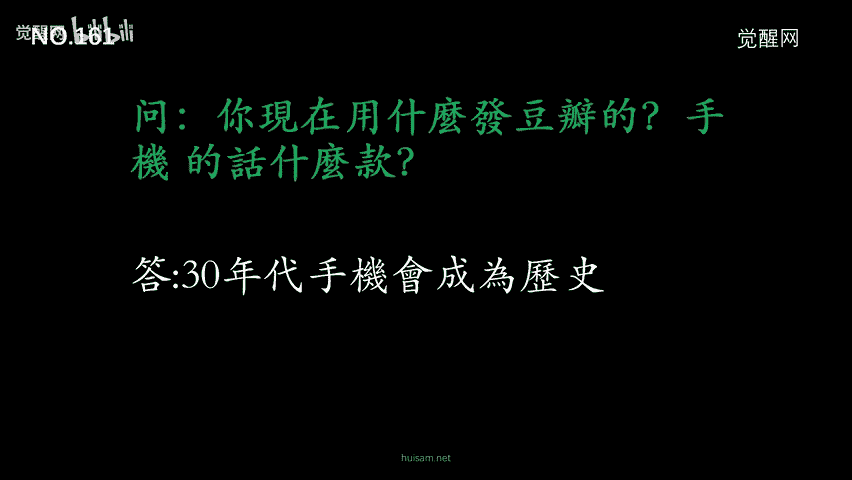 觉醒网 bilibili
NO.161
觉醒网
问：你現在用什麼發豆瓣的？手
機 的話什麼款？
答:30年代手機會成為歷史
huisam.net